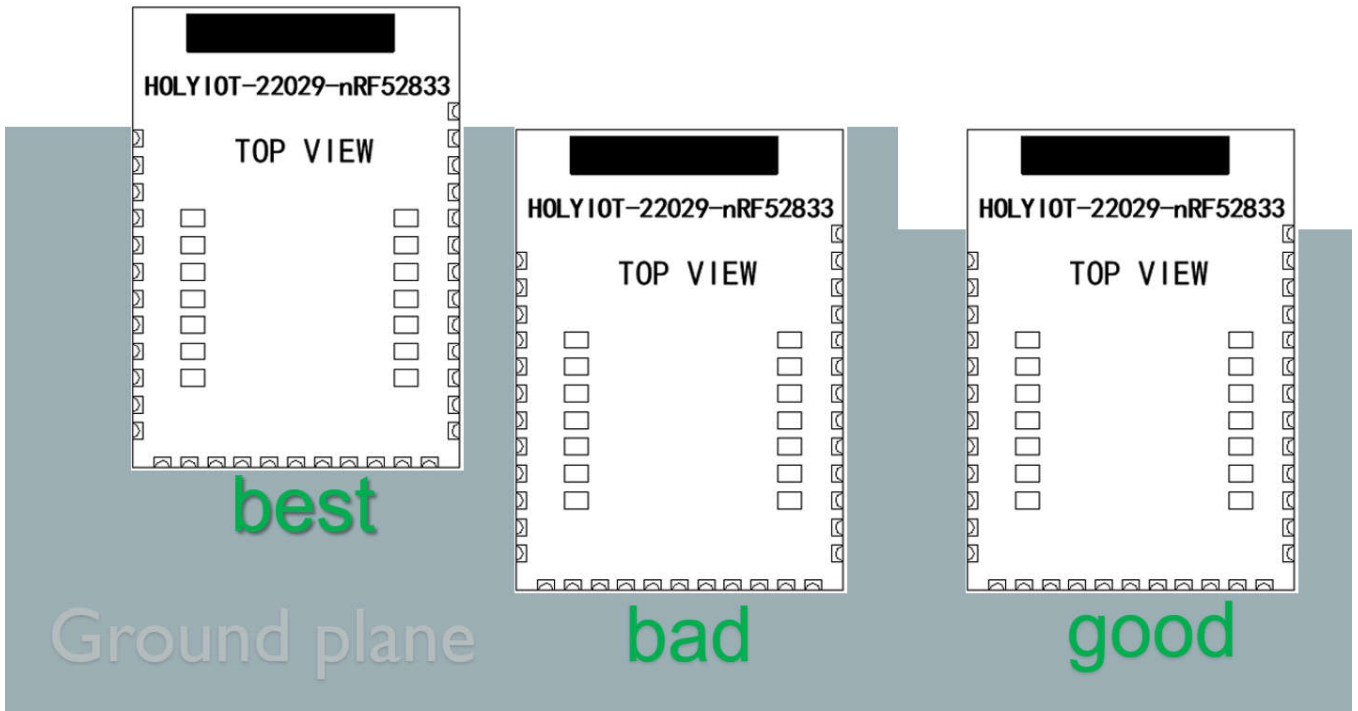 HOLYIOT-22029-nRF52833
TOP VIEW
best
HOLYIOT-22029-nRF52833
TOP VIEW
bad
HOLYIOT-22029-nRF52833
TOP VIEW
good
Ground plane